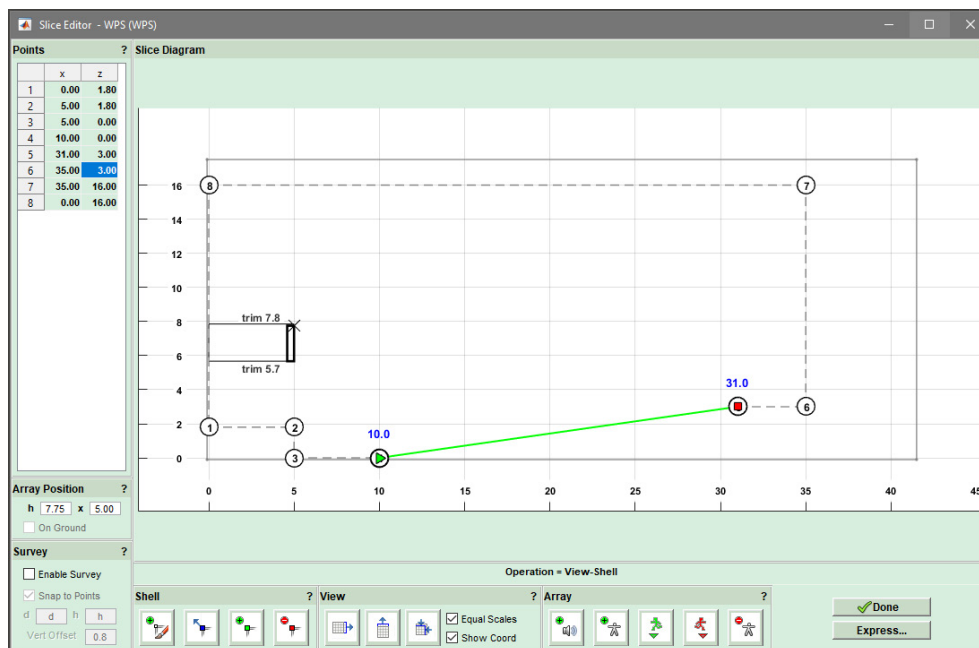 Slice Editor - WPS (WPS)
Points ?
x z
1 0.00 1.80
2 5.00 1.80
3 5.00 0.00
4 10.00 0.00
5 31.00 3.00
6 35.00 3.00
7 35.00 16.00
8 0.00 16.00
Array Position ?
h 7.75 x 5.00
On Ground
Survey ?
Enable Survey
Snap to Points
d d h h
Vert Offset 0.8
Slice Diagram
16
14
12
10
8
6
4
2
0
8
7
trim 7.8
trim 5.7
31.0
1
2
10.0
6
3
0 5 10 15 20 25 30 35 40 45
Operation = View-Shell
Shell ?
View ?
Equal Scales
Show Coord
Array ?
Done
Express...